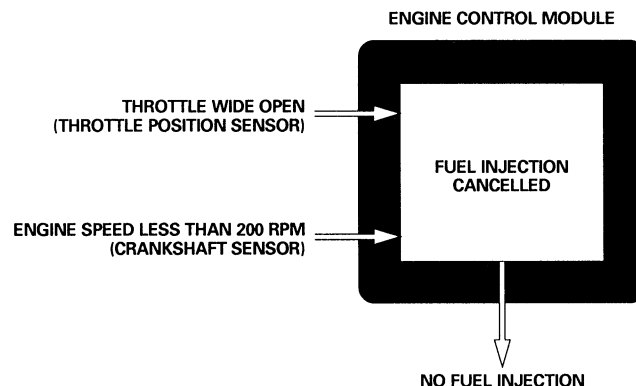 ENGINE CONTROL MODULE
THROTTLE WIDE OPEN
(THROTTLE POSITION SENSOR)
FUEL INJECTION
CANCELLED
ENGINE SPEED LESS THAN 200 RPM
(CRANKSHAFT SENSOR)
NO FUEL INJECTION